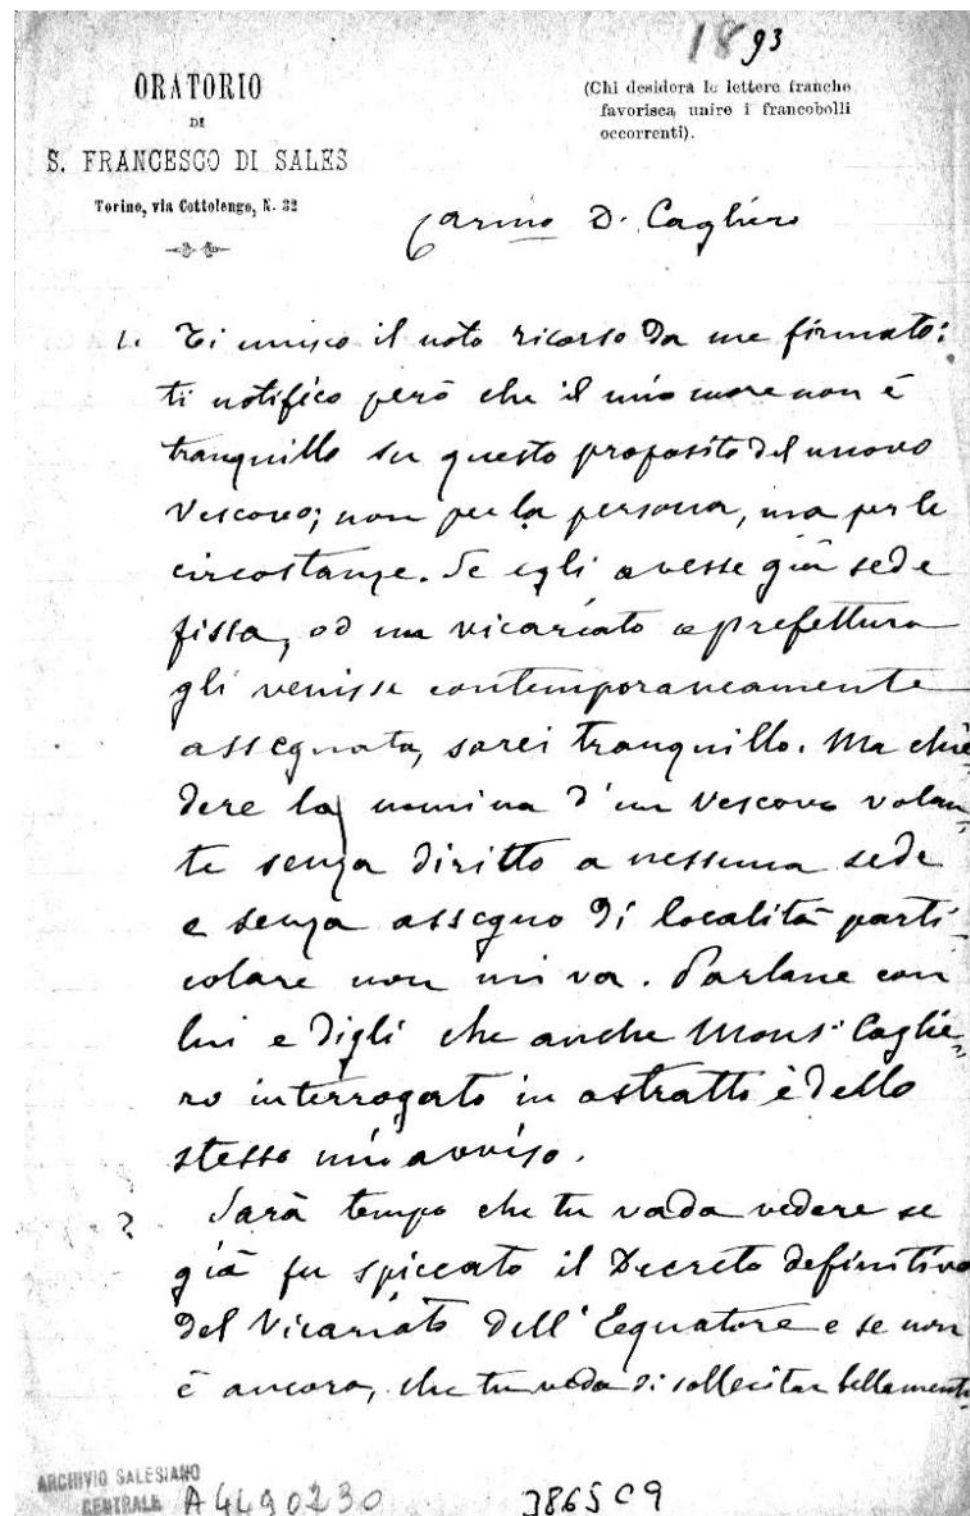 1893
ORATORIO
DI
S. FRANCESCO DI SALES
Torino, via Cottolengo, N. 32
(Chi desidera le lettere franche
favorisca unire i francobolli
occorrenti).
Carmo D. Cagliero
1. Ti unisco il noto ricorso da me firmato:
ti notifico però che il mio cuore non è
tranquillo su questo proposito del nuovo
Vescovo; non per la persona, ma per le
circostanze. Se egli avesse già sede
fissa, od un vicariato o prefettura
gli venisse contemporaneamente
assegnata, sarei tranquillo. Ma chie-
dere la nomina d'un Vescovo volan-
te senza diritto a nessuna sede
e senza assegno di località parti-
colare non mi va. Parlane con
lui e digli che anche Mons. Caglie-
ro interrogato in astratto è dello
stesso mio avviso.
2 Sarà tempo che tu vada vedere se
già fu spiccato il Decreto definitivo
del Vicariato dell'Equatore e se non
è ancora, che tu veda di sollecitar bellamente
ARCHIVIO SALESIANO
CENTRALE A4490230
3865C9